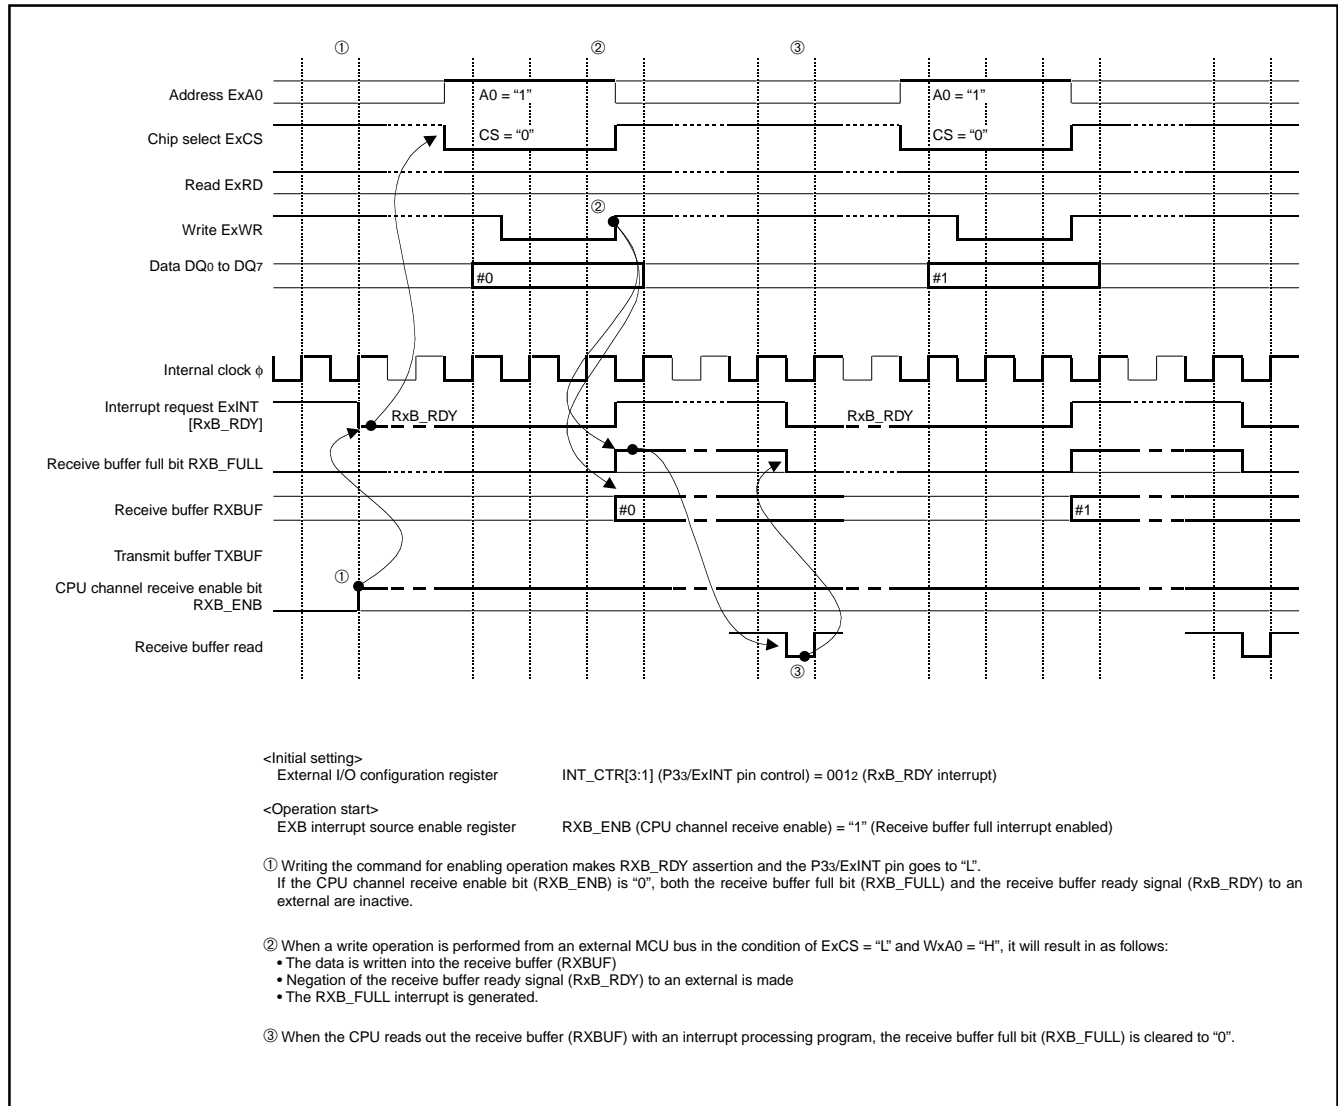 ① ② ③
Address ExA0
A0 = “1” A0 = “1”
Chip select ExCS
CS = “0” CS = “0”
Read ExRD
②
Write ExWR
Data DQ0 to DQ7
#0 #1
Internal clock ϕ
Interrupt request ExINT
[RxB_RDY]
RxB_RDY RxB_RDY
Receive buffer full bit RXB_FULL
Receive buffer RXBUF
#0 #1
Transmit buffer TXBUF
①
CPU channel receive enable bit
RXB_ENB
Receive buffer read
③
<Initial setting>
External I/O configuration register INT_CTR[3:1] (P33/ExINT pin control) = 0012 (RxB_RDY interrupt)
<Operation start>
EXB interrupt source enable register RXB_ENB (CPU channel receive enable) = “1” (Receive buffer full interrupt enabled)
① Writing the command for enabling operation makes RXB_RDY assertion and the P33/ExINT pin goes to “L”.
If the CPU channel receive enable bit (RXB_ENB) is “0”, both the receive buffer full bit (RXB_FULL) and the receive buffer ready signal (RxB_RDY) to an
external are inactive.
② When a write operation is performed from an external MCU bus in the condition of ExCS = “L” and WxA0 = “H”, it will result in as follows:
• The data is written into the receive buffer (RXBUF)
• Negation of the receive buffer ready signal (RxB_RDY) to an external is made
• The RXB_FULL interrupt is generated.
③ When the CPU reads out the receive buffer (RXBUF) with an interrupt processing program, the receive buffer full bit (RXB_FULL) is cleared to “0”.